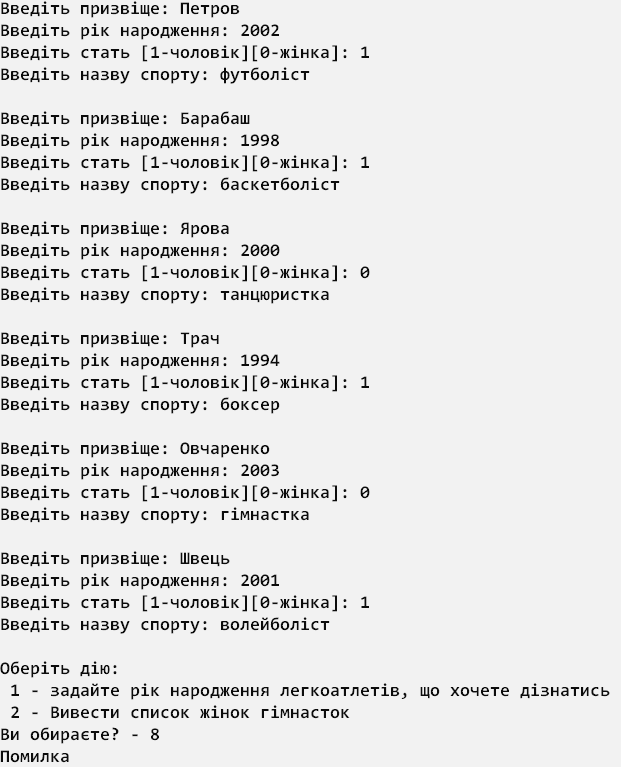 Введіть призвіще: Петров
Введіть рік народження: 2002
Введіть стать [1-чоловік][0-жінка]: 1
Введіть назву спорту: футболіст
Введіть призвіще: Барабаш
Введіть рік народження: 1998
Введіть стать [1-чоловік][0-жінка]: 1
Введіть назву спорту: баскетболіст
Введіть призвіще: Ярова
Введіть рік народження: 2000
Введіть стать [1-чоловік][0-жінка]: 0
Введіть назву спорту: танцюристка
Введіть призвіще: Трач
Введіть рік народження: 1994
Введіть стать [1-чоловік][0-жінка]: 1
Введіть назву спорту: боксер
Введіть призвіще: Овчаренко
Введіть рік народження: 2003
Введіть стать [1-чоловік][0-жінка]: 0
Введіть назву спорту: гімнастка
Введіть призвіще: Швець
Введіть рік народження: 2001
Введіть стать [1-чоловік][0-жінка]: 1
Введіть назву спорту: волейболіст
Оберіть дію:
1 - задайте рік народження легкоатлетів, що хочете дізнатись
2 - Вивести список жінок гімнасток
Ви обираєте? - 8
Помилка